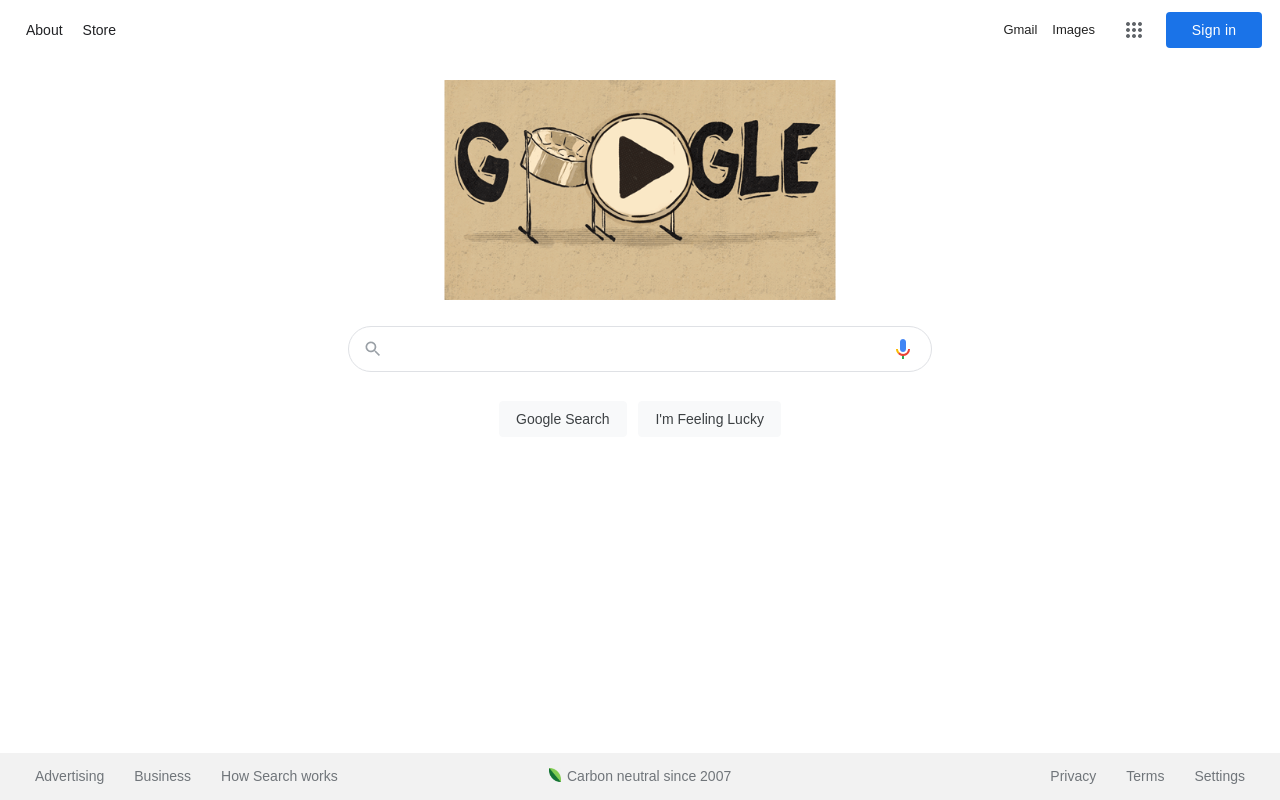 About Store
Gmail Images Sign in
G GLE
Google Search I'm Feeling Lucky
Advertising Business How Search works Carbon neutral since 2007 Privacy Terms Settings